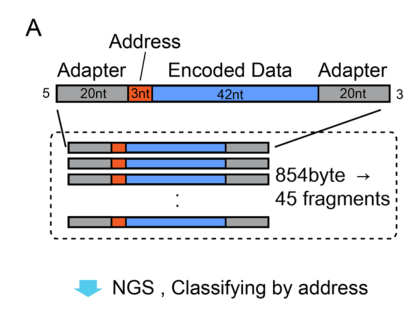 A
Address
Adapter Encoded Data Adapter
5 20nt 3nt 42nt 20nt 3
854byte →
45 fragments
:
NGS , Classifying by address